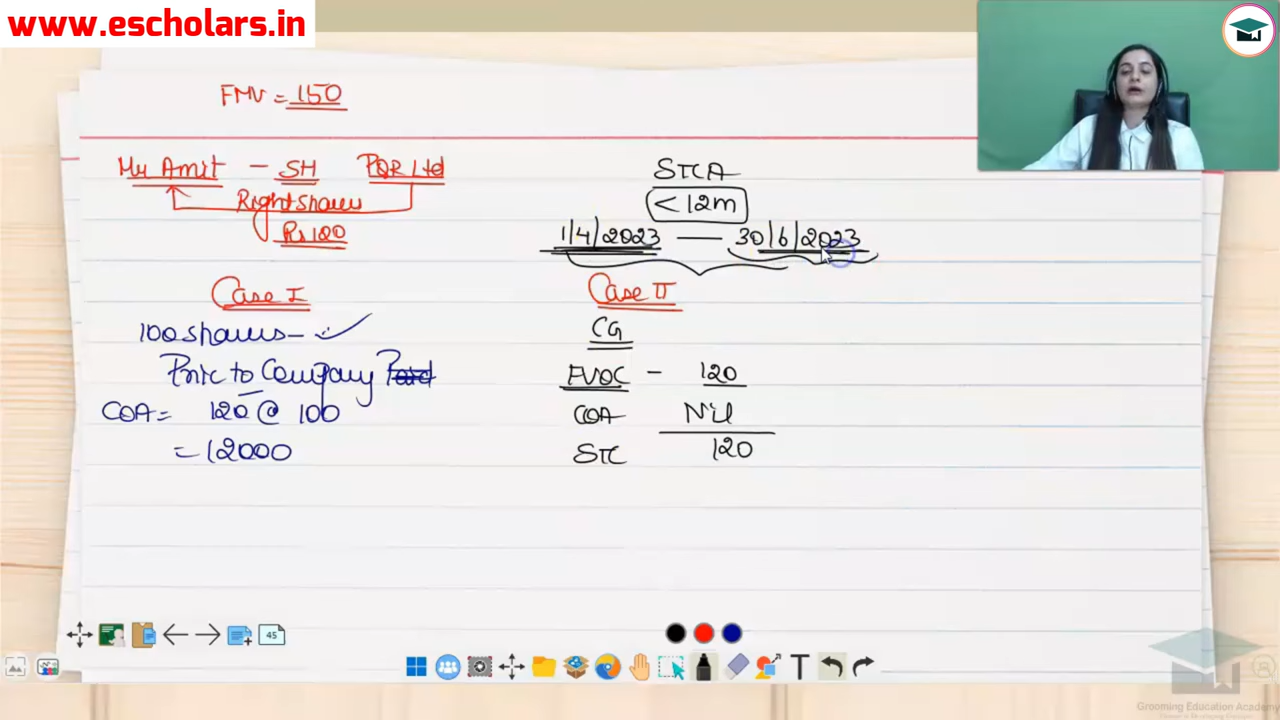 www.escholars.in
FMV = 150
Mr Amit - SH PQR Ltd
Right shares
Rs 120
STCA
< 12m
1/4/2023 — 30/6/2023
Case I
Case II
100 shares -
CG
to Company Paid
FVOC - 120
COA = 120 @ 100
COA Nil
= 12000
STC 120
45
T
Grooming Education Academy